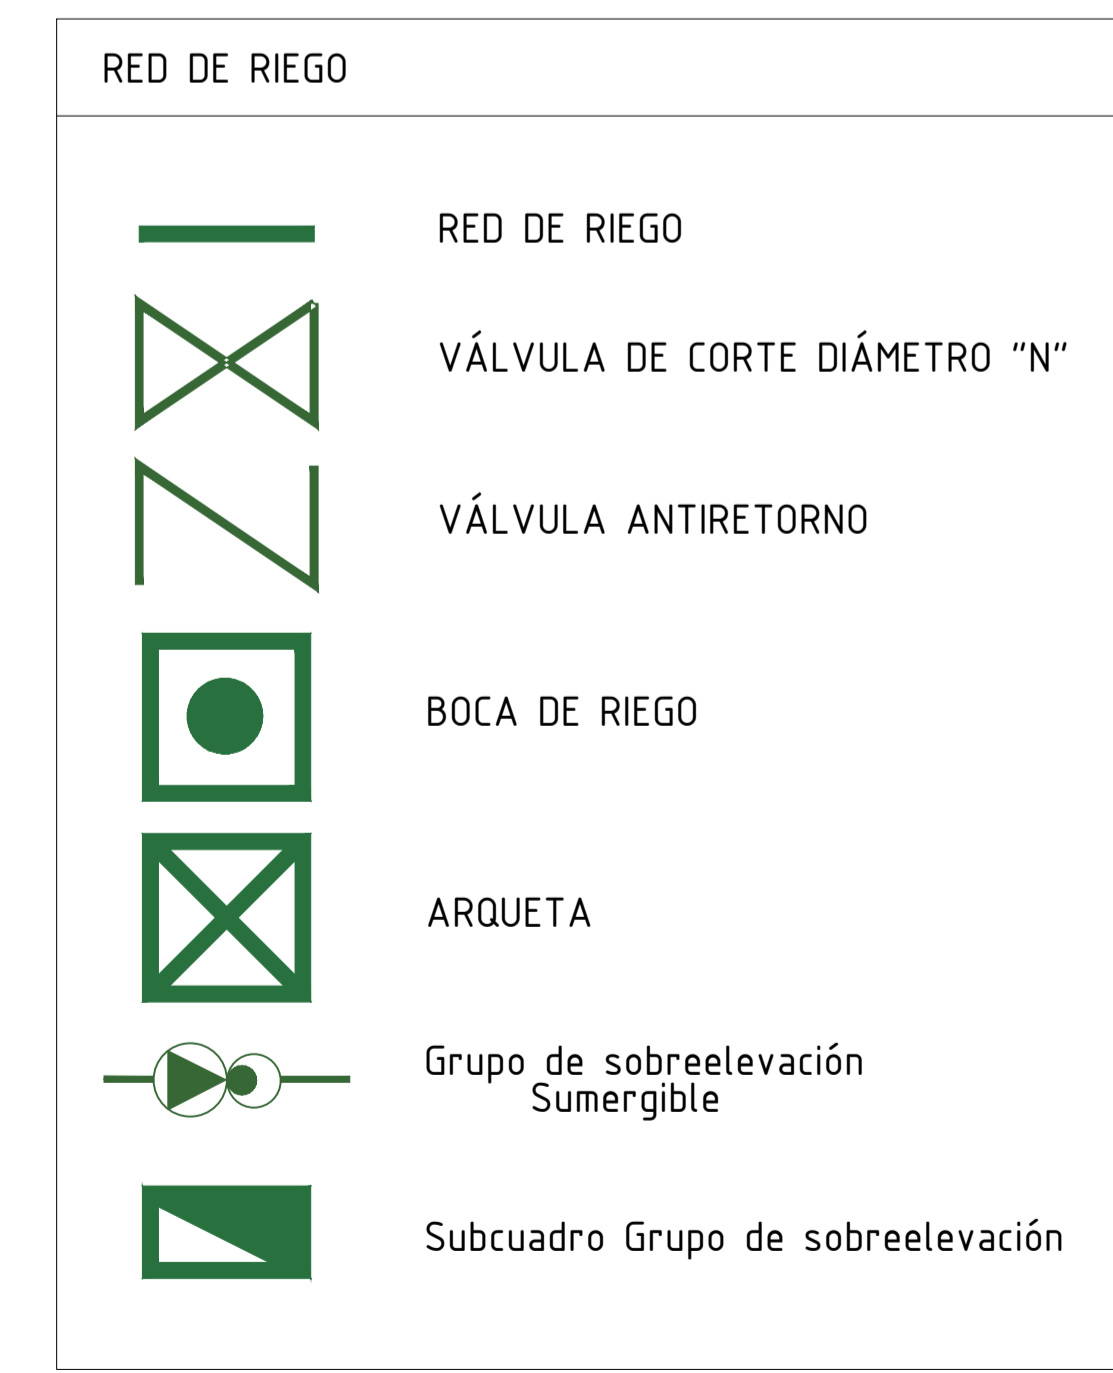 RED DE RIEGO
RED DE RIEGO
VÁLVULA DE CORTE DIÁMETRO "N"
VÁLVULA ANTIRETORNO
BOCA DE RIEGO
ARQUETA
Grupo de sobreelevación
Sumergible
Subcuadro Grupo de sobreelevación